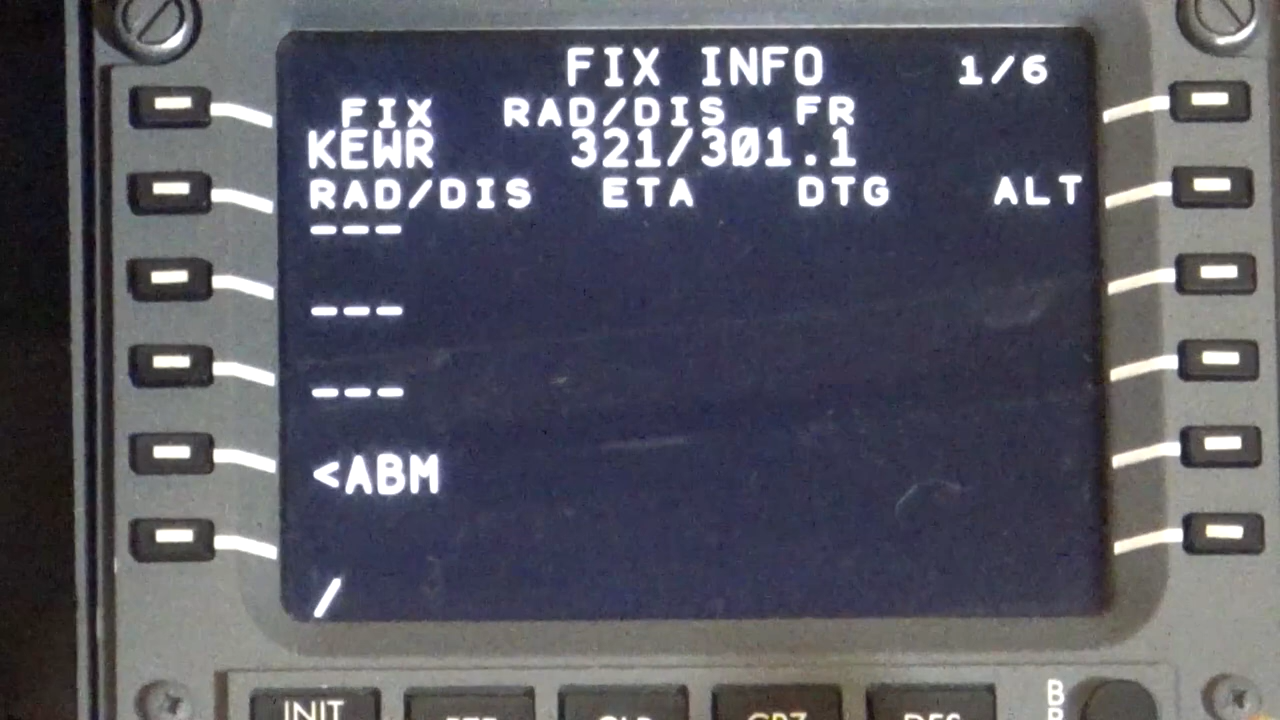 FIX INFO 1/6
FIX RAD/DIS FR
KEWR 321/301.1
RAD/DIS ETA DTG ALT
---
---
---
<ABM
/
INIT CRZ